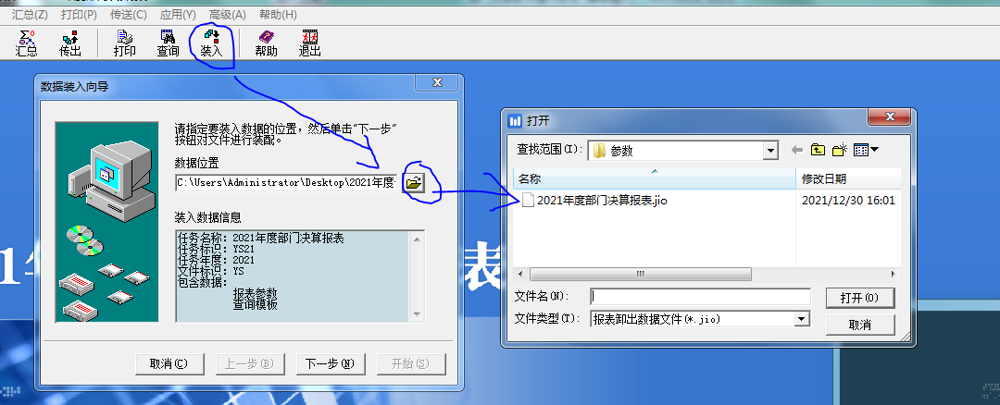 汇总(Z) 打印(P) 传送(C) 应用(Y) 高级(A) 帮助(H)
汇总 传出 打印 查询 装入 帮助 退出
数据装入向导
请指定要装入数据的位置，然后单击"下一步"
按钮对文件进行装配。
数据位置
C:\Users\Administrator\Desktop\2021年度
装入数据信息
任务名称：2021年度部门决算报表
任务标识：YS21
任务年度：2021
文件标识：YS
包含数据：
报表参数
查询模板
取消(C) 上一步(B) 下一步(N) 开始(S)
打开
查找范围(I)： 参数
名称 修改日期
2021年度部门决算报表.jio 2021/12/30 16:01
文件名(N)： 打开(O)
文件类型(T)： 报表卸出数据文件(*.jio) 取消
表